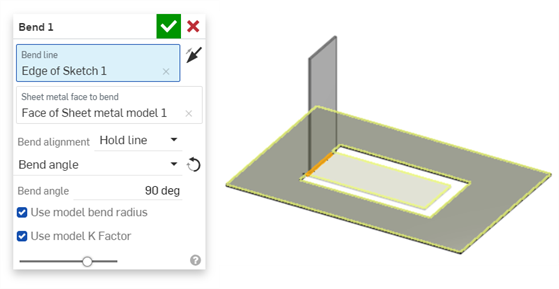 Bend 1
Bend line
Edge of Sketch 1
Sheet metal face to bend
Face of Sheet metal model 1
Bend alignment Hold line
Bend angle
Bend angle 90 deg
Use model bend radius
Use model K Factor